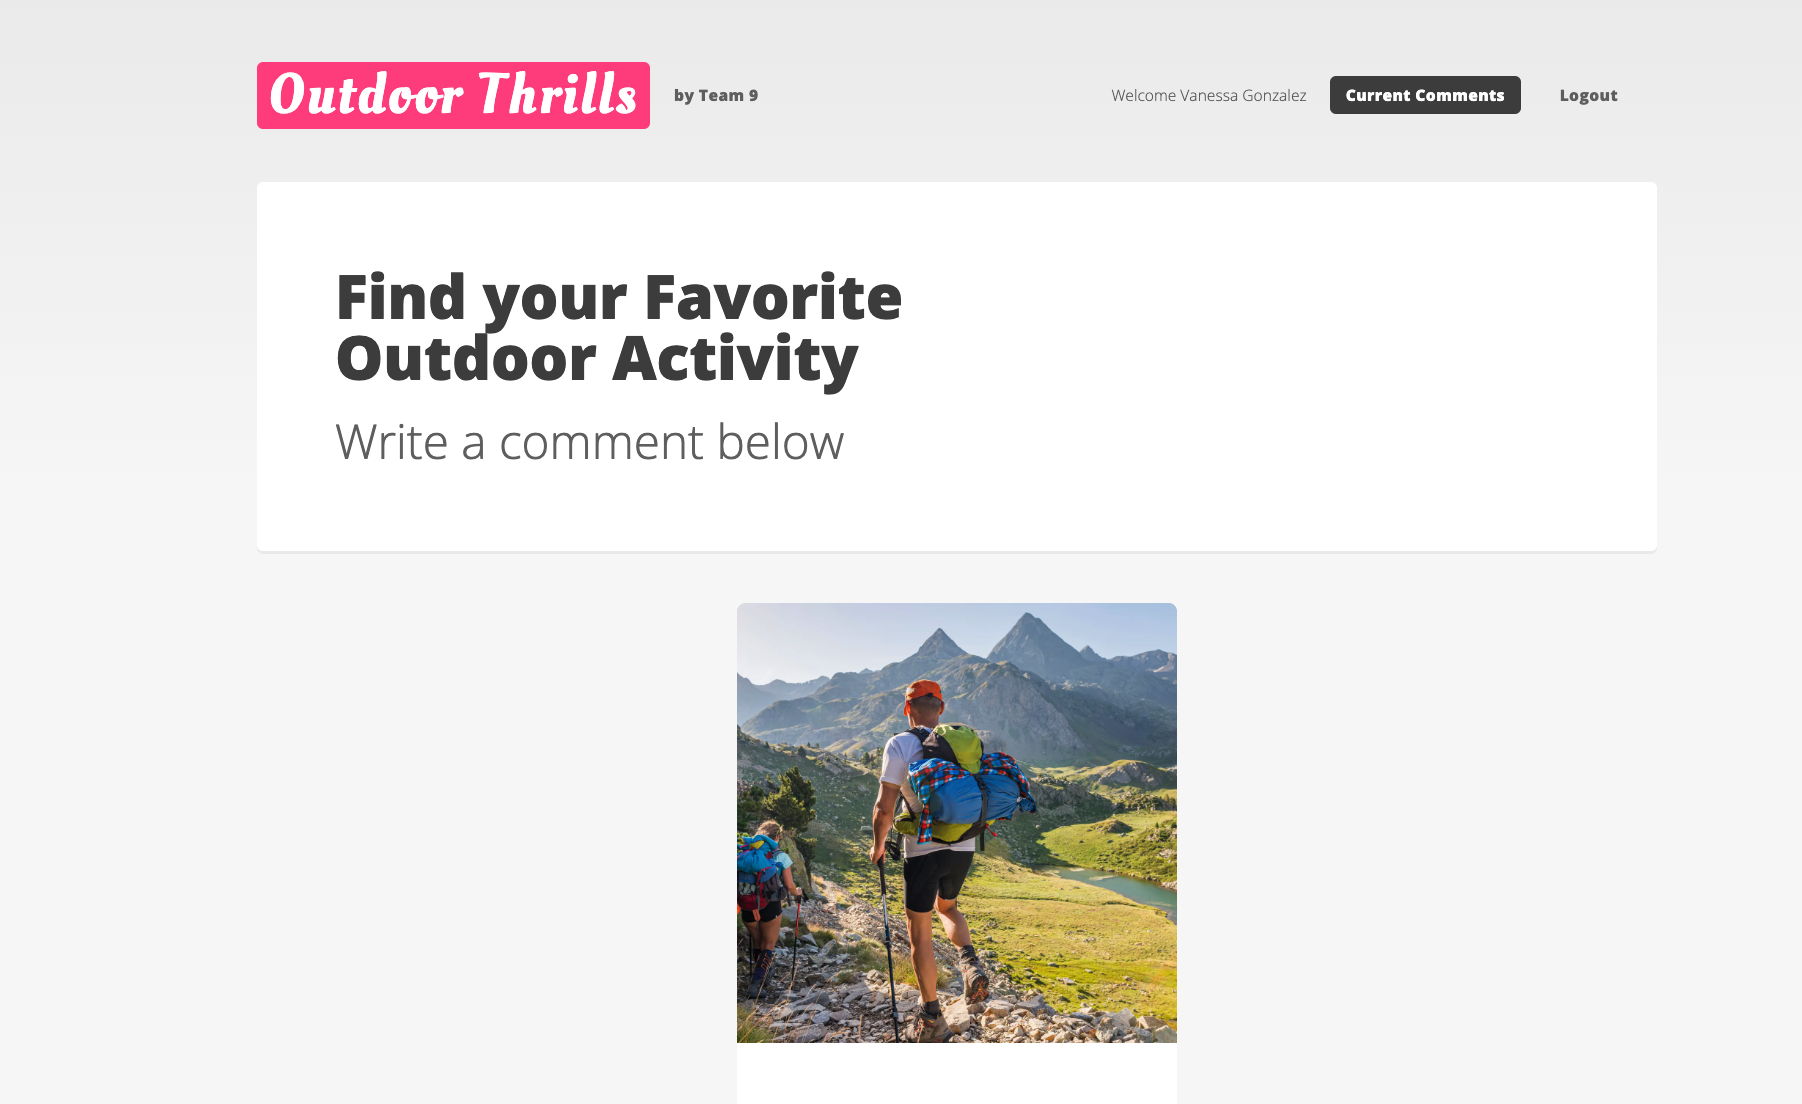 Outdoor Thrills
by Team 9
Welcome Vanessa Gonzalez
Current Comments
Logout
Find your Favorite
Outdoor Activity
Write a comment below